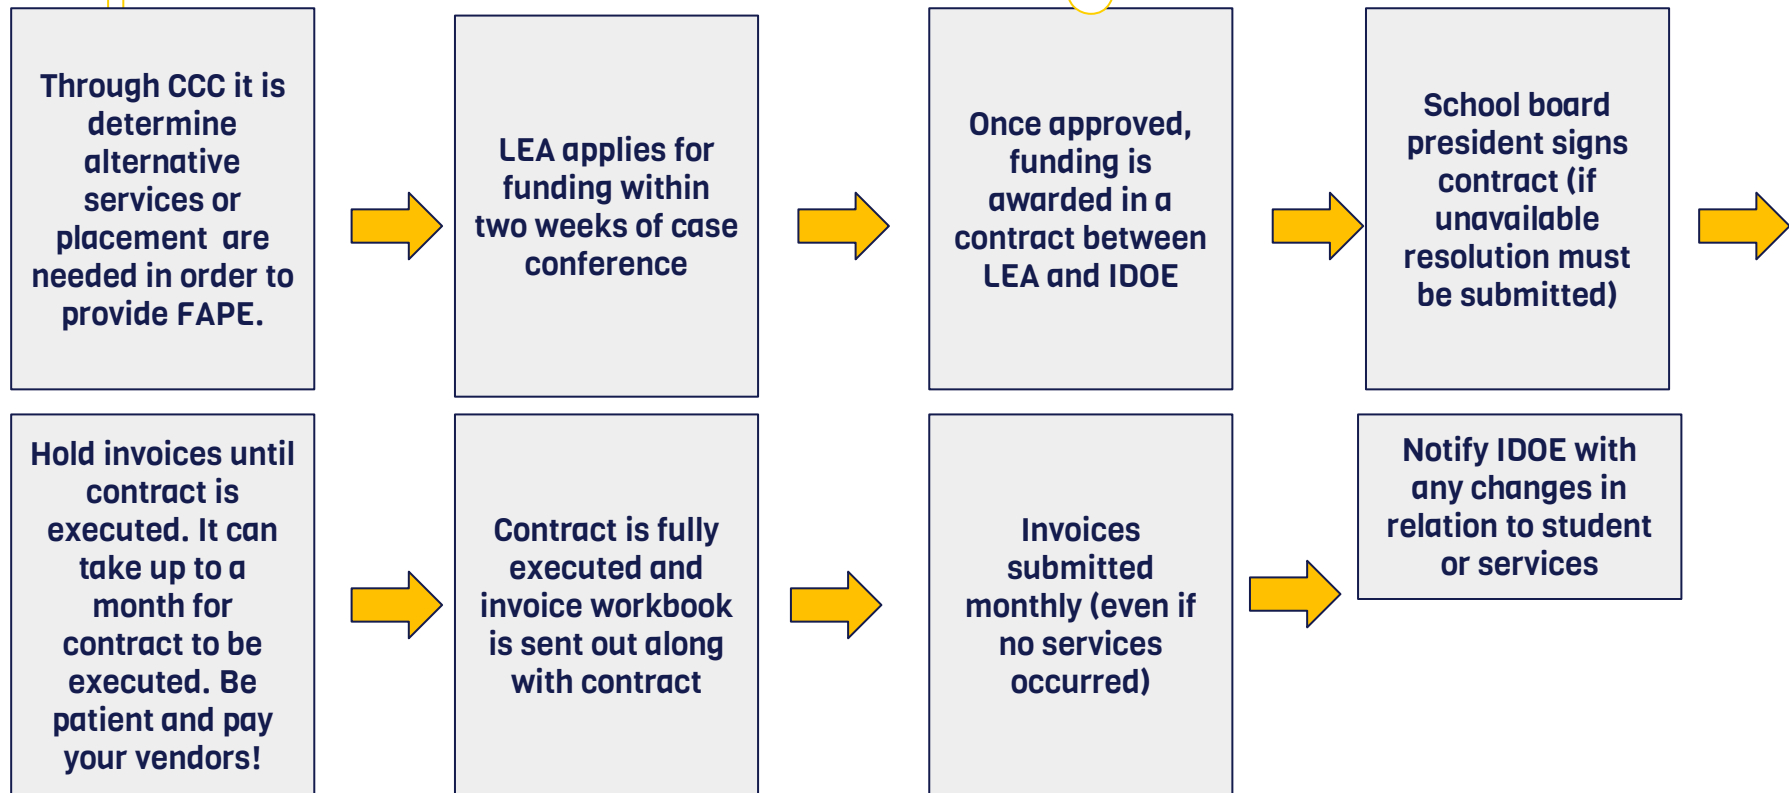 Through CCC it is
determine
alternative
services or
placement are
needed in order to
provide FAPE.
LEA applies for
funding within
two weeks of case
conference
Once approved,
funding is
awarded in a
contract between
LEA and IDOE
School board
president signs
contract (if
unavailable
resolution must
be submitted)
Hold invoices until
contract is
executed. It can
take up to a
month for
contract to be
executed. Be
patient and pay
your vendors!
Contract is fully
executed and
invoice workbook
is sent out along
with contract
Invoices
submitted
monthly (even if
no services
occurred)
Notify IDOE with
any changes in
relation to student
or services